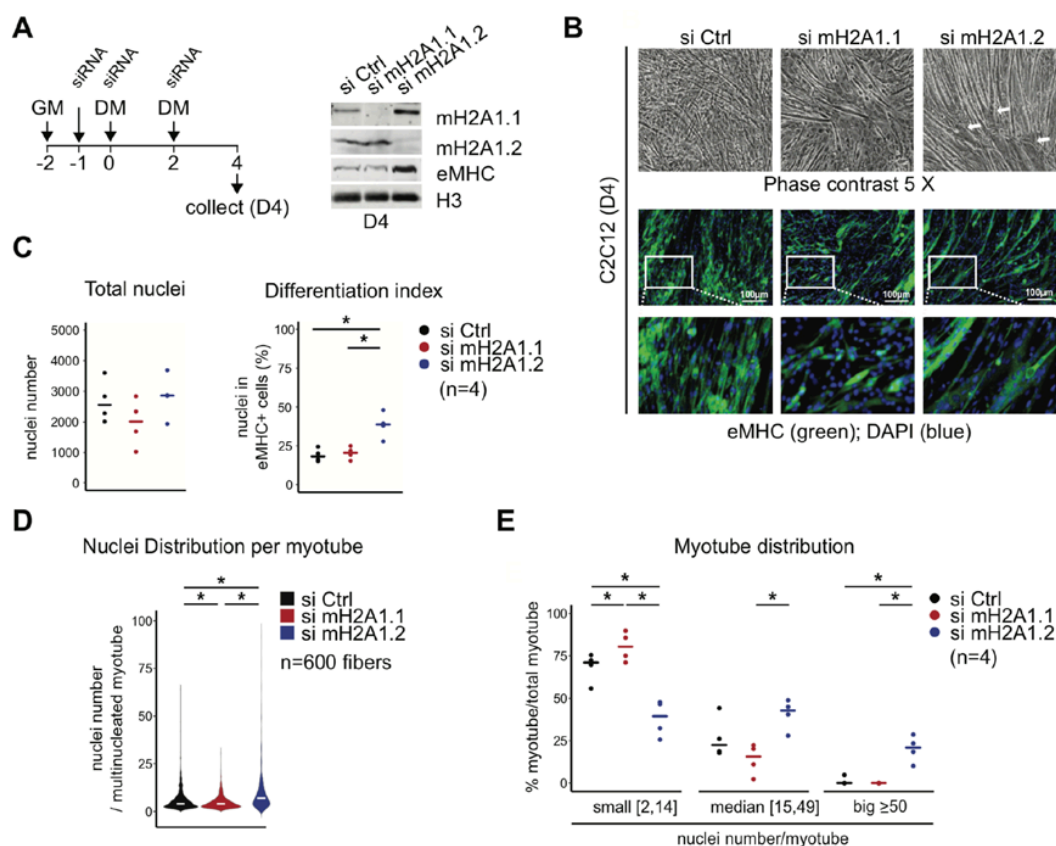 A
siRNA
siRNA
siRNA
GM
DM
DM
-2
-1
0
2
4
collect (D4)
si Ctrl
si mH2A1.1
si mH2A1.2
mH2A1.1
mH2A1.2
eMHC
H3
D4
B
si Ctrl
si mH2A1.1
si mH2A1.2
C2C12 (D4)
Phase contrast 5 X
100μm
100μm
100μm
eMHC (green); DAPI (blue)
C
Total nuclei
nuclei number
5000
4000
3000
2000
1000
0
Differentiation index
nuclei in
eMHC+ cells (%)
100
75
50
25
0
*
*
si Ctrl
si mH2A1.1
si mH2A1.2
(n=4)
D
Nuclei Distribution per myotube
nuclei number
/ multinucleated myotube
100
75
50
25
0
*
*
*
si Ctrl
si mH2A1.1
si mH2A1.2
n=600 fibers
E
Myotube distribution
% myotube/total myotube
100
75
50
25
0
*
*
*
*
*
*
si Ctrl
si mH2A1.1
si mH2A1.2
(n=4)
small [2,14]
median [15,49]
big ≥50
nuclei number/myotube